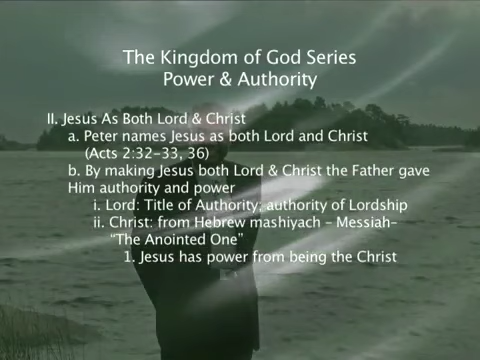 The Kingdom of God Series
Power & Authority
II. Jesus As Both Lord & Christ
a. Peter names Jesus as both Lord and Christ
(Acts 2:32-33, 36)
b. By making Jesus both Lord & Christ the Father gave
Him authority and power
i. Lord: Title of Authority; authority of Lordship
ii. Christ: from Hebrew mashiyach - Messiah-
"The Anointed One"
1. Jesus has power from being the Christ